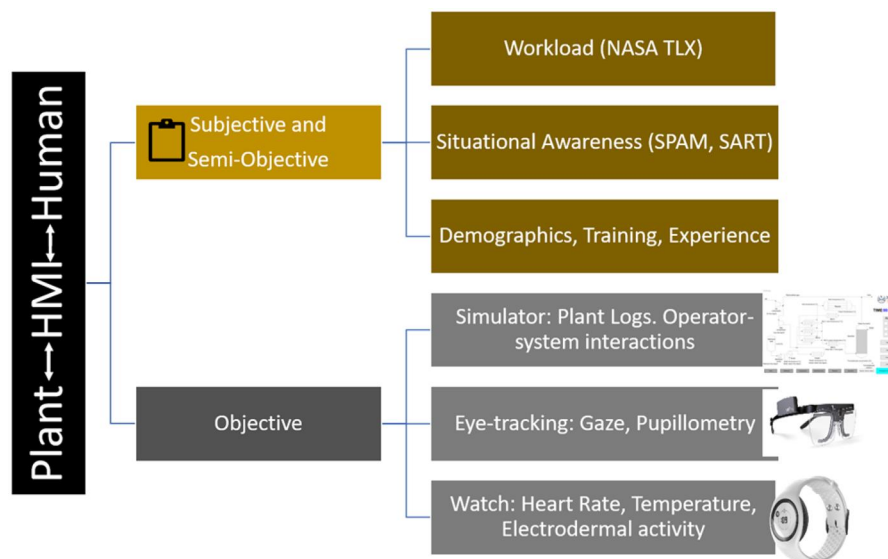 Plant↔HMI↔Human
Subjective and
Semi-Objective
Workload (NASA TLX)
Situational Awareness (SPAM, SART)
Demographics, Training, Experience
Objective
Simulator: Plant Logs. Operator-
system interactions
Eye-tracking: Gaze, Pupillometry
Watch: Heart Rate, Temperature,
Electrodermal activity